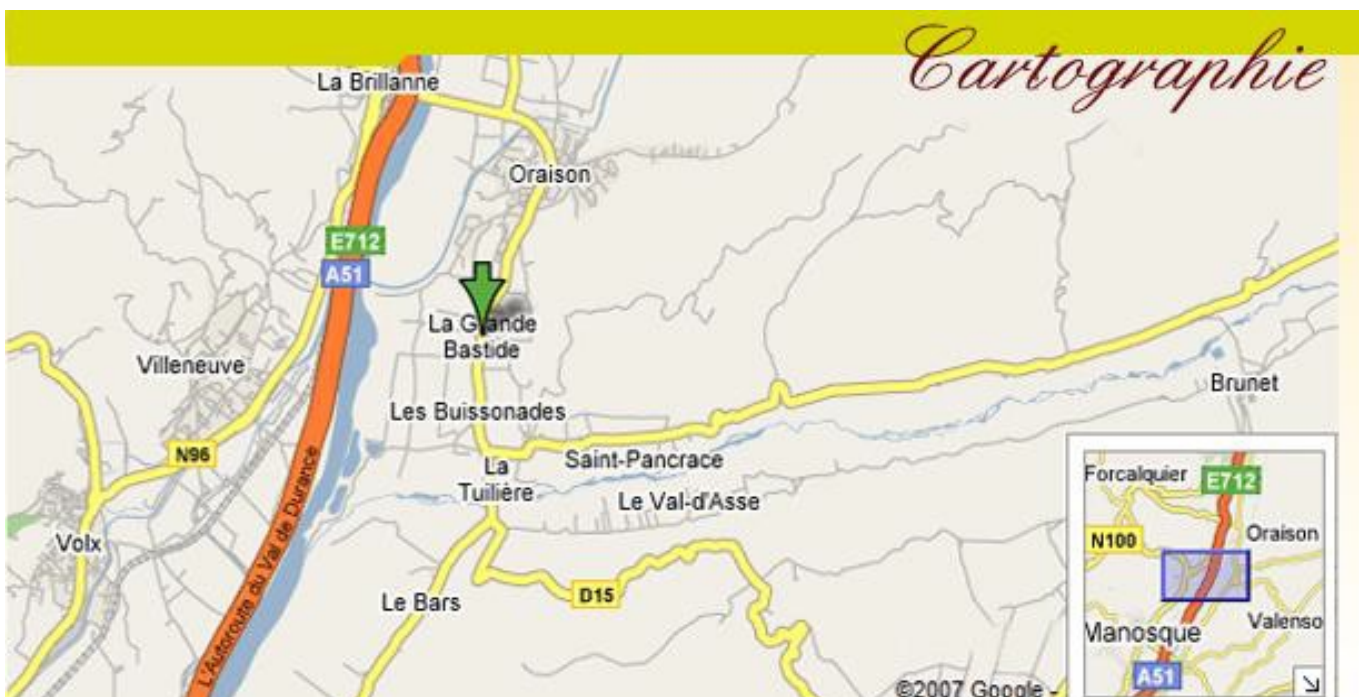 Cartographie
La Brillanne
Oraison
E712
A51
La Grande
Bastide
Villeneuve
Brunet
Les Buissonades
N96
Saint-Pancrace
La
Tuilière
Le Val-d'Asse
L'Autoroute du Val de Durance
Volx
D15
Le Bars
©2007 Google -
Forcalquier
E712
N100
Oraison
Valenso
Manosque
A51